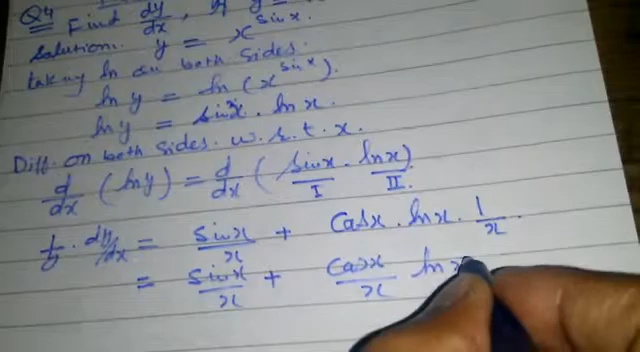 Q4 Find dy/dx, if y =
Solution. y = x^sinx
taking ln on both sides.
ln y = ln (x^sinx).
ln y = sinx . ln x.
Diff. on both sides. w.r.t. x.
d/dx (ln y) = d/dx (sinx . lnx)
I II
1/y . dy/dx = sinx/x + Cosx . lnx . 1/x.
= sinx/x + cosx/x ln x